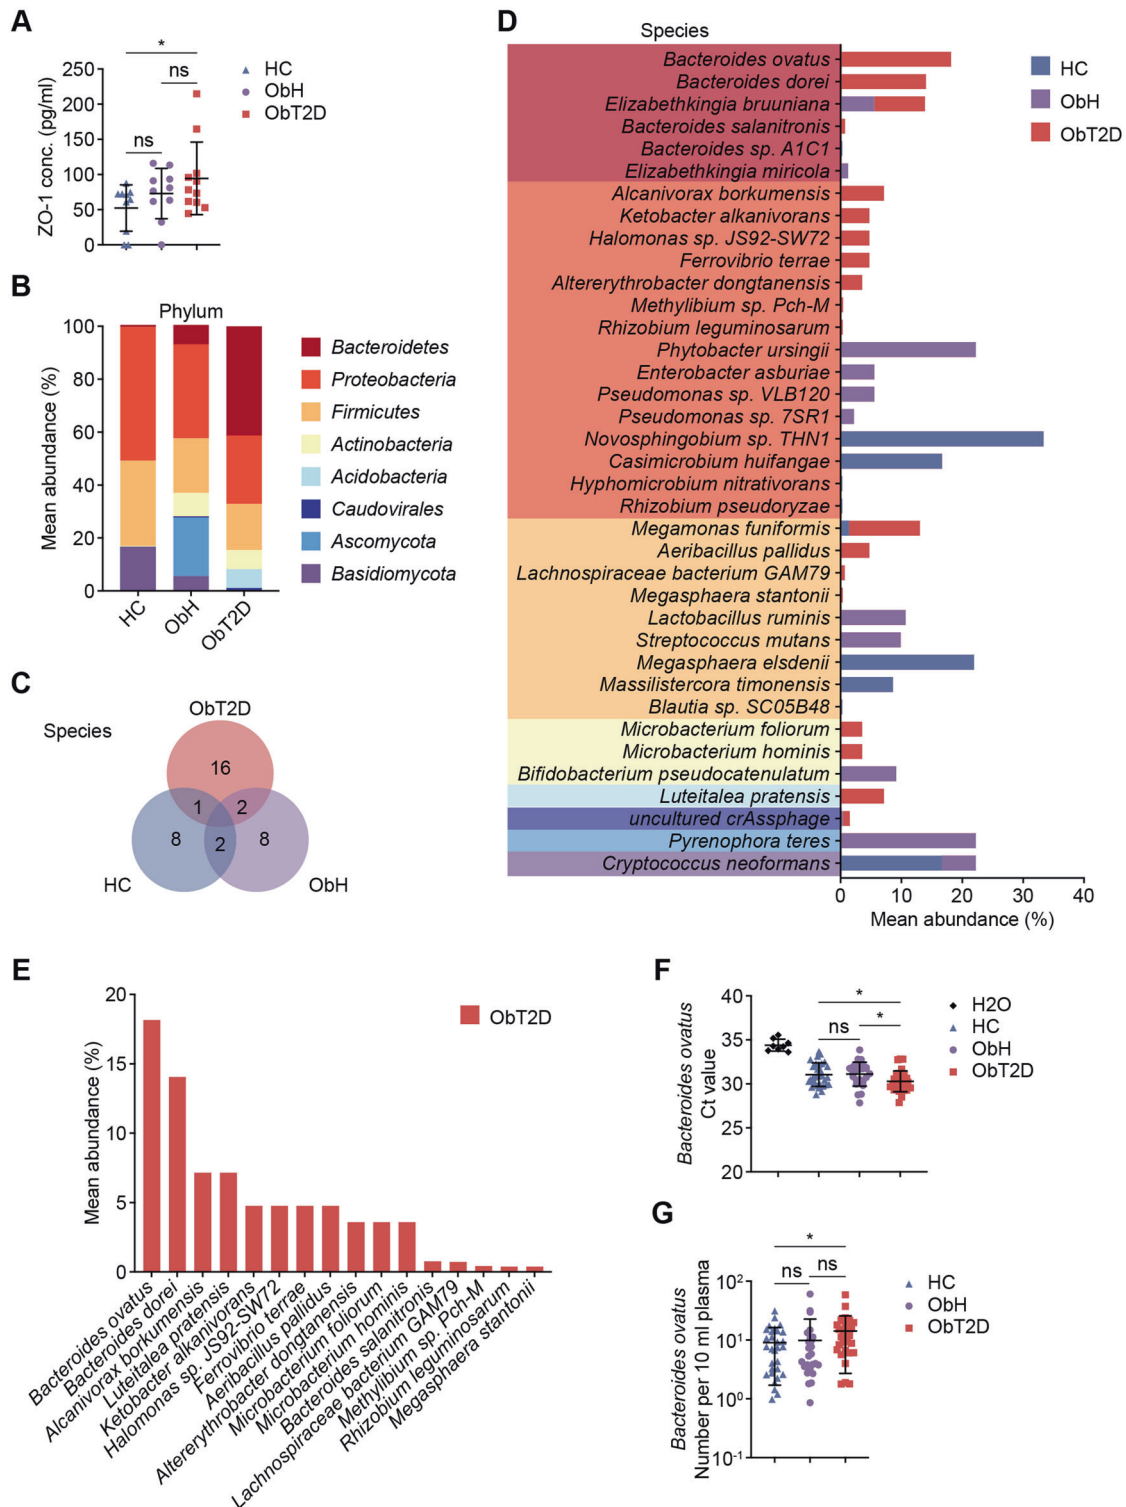 A
*
ns
ns
HC
ObH
ObT2D
ZO-1 conc. (pg/ml)
250
200
150
100
50
0
B
Phylum
Mean abundance (%)
100
80
60
40
20
0
HC
ObH
ObT2D
Bacteroidetes
Proteobacteria
Firmicutes
Actinobacteria
Acidobacteria
Caudovirales
Ascomycota
Basidiomycota
C
Species
ObT2D
16
1
2
8
2
8
HC
ObH
D
Species
Bacteroides ovatus
Bacteroides dorei
Elizabethkingia bruuniana
Bacteroides salanitronis
Bacteroides sp. A1C1
Elizabethkingia miricola
Alcanivorax borkumensis
Ketobacter alkanivorans
Halomonas sp. JS92-SW72
Ferrovibrio terrae
Altererythrobacter dongtanensis
Methylibium sp. Pch-M
Rhizobium leguminosarum
Phytobacter ursingii
Enterobacter asburiae
Pseudomonas sp. VLB120
Pseudomonas sp. 7SR1
Novosphingobium sp. THN1
Casimicrobium huifangae
Hyphomicrobium nitrativorans
Rhizobium pseudoryzae
Megamonas funiformis
Aeribacillus pallidus
Lachnospiraceae bacterium GAM79
Megasphaera stantonii
Lactobacillus ruminis
Streptococcus mutans
Megasphaera elsdenii
Massilistercora timonensis
Blautia sp. SC05B48
Microbacterium foliorum
Microbacterium hominis
Bifidobacterium pseudocatenulatum
Luteitalea pratensis
uncultured crAssphage
Pyrenophora teres
Cryptococcus neoformans
0 10 20 30 40
Mean abundance (%)
HC
ObH
ObT2D
E
Mean abundance (%)
20
15
10
5
0
ObT2D
Bacteroides ovatus
Bacteroides dorei
Alcanivorax borkumensis
Luteitalea pratensis
Ketobacter alkanivorans
Halomonas sp. JS92-SW72
Ferrovibrio terrae
Aeribacillus pallidus
Altererythrobacter dongtanensis
Microbacterium foliorum
Microbacterium hominis
Bacteroides salanitronis
Lachnospiraceae bacterium GAM79
Methylibium sp. Pch-M
Rhizobium leguminosarum
Megasphaera stantonii
F
Bacteroides ovatus
Ct value
40
35
30
25
20
*
ns
*
H2O
HC
ObH
ObT2D
G
Bacteroides ovatus
Number per 10 ml plasma
10²
10¹
10⁰
10⁻¹
*
ns
ns
HC
ObH
ObT2D